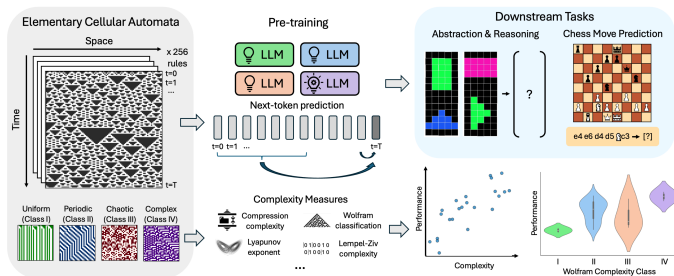 Elementary Cellular Automata
Space
x 256
rules
t=0
t=1
...
Time
t=T
Uniform
(Class I)
Periodic
(Class II)
Chaotic
(Class III)
Complex
(Class IV)
Pre-training
LLM
LLM
LLM
LLM
Next-token prediction
t=0
t=1
...
t=T
Complexity Measures
Compression
complexity
Wolfram
classification
Lyapunov
exponent
Lempel-Ziv
complexity
...
Downstream Tasks
Abstraction & Reasoning
?
Chess Move Prediction
e4 e6 d4 d5 ♘c3 → [?]
Performance
Complexity
Performance
I
II
III
IV
Wolfram Complexity Class